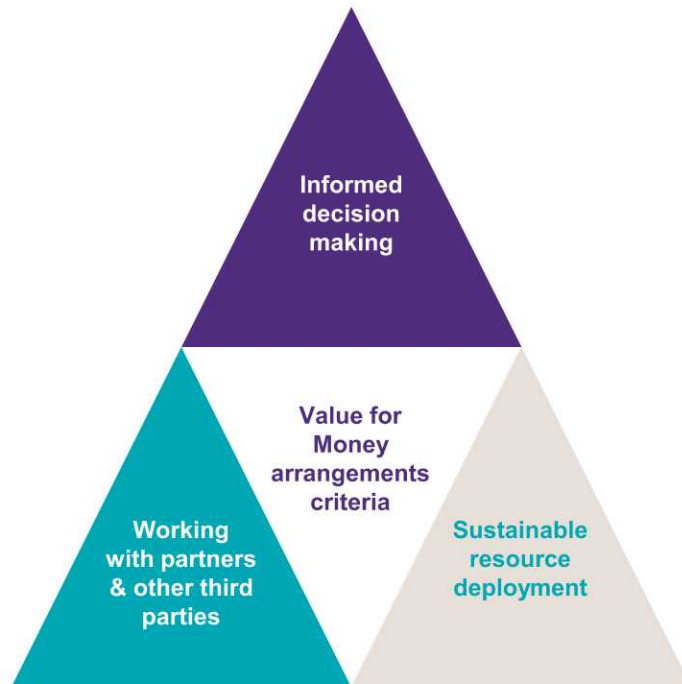 Informed
decision
making
Value for
Money
arrangements
criteria
Working
with partners
& other third
parties
Sustainable
resource
deployment